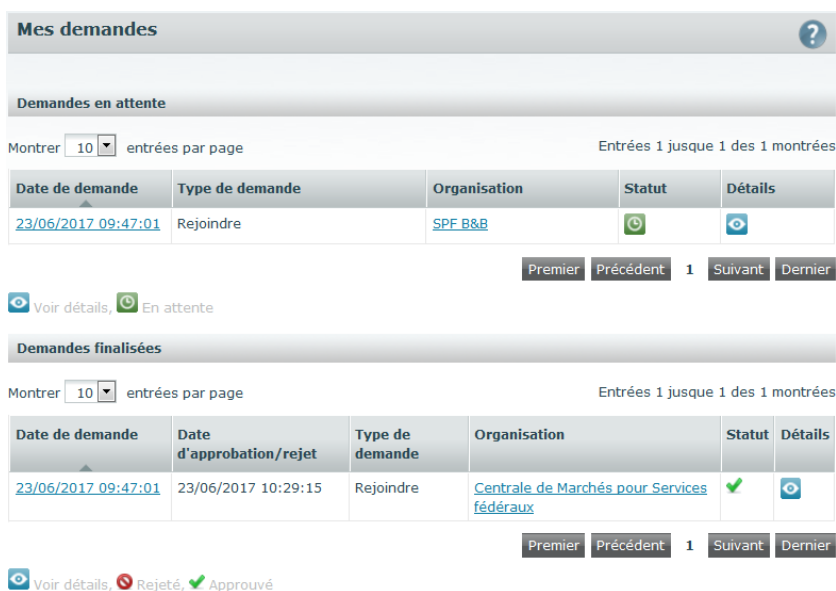 Mes demandes
?
Demandes en attente
Montrer 10 entrées par page Entrées 1 jusque 1 des 1 montrées
Date de demande Type de demande Organisation Statut Détails
23/06/2017 09:47:01 Rejoindre SPF B&B
Premier Précédent 1 Suivant Dernier
Voir détails, En attente
Demandes finalisées
Montrer 10 entrées par page Entrées 1 jusque 1 des 1 montrées
Date de demande Date d'approbation/rejet Type de demande Organisation Statut Détails
23/06/2017 09:47:01 23/06/2017 10:29:15 Rejoindre Centrale de Marchés pour Services fédéraux
Premier Précédent 1 Suivant Dernier
Voir détails, Rejeté, Approuvé